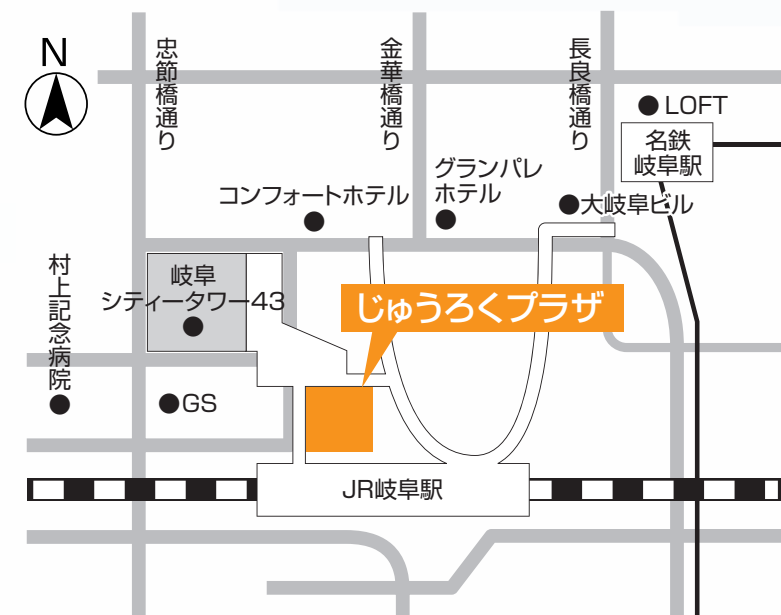 N
忠節橋通り
金華橋通り
長良橋通り
LOFT
名鉄
岐阜駅
グランパレ
ホテル
コンフォートホテル
大岐阜ビル
村上記念病院
岐阜
シティータワー43
じゅうろくプラザ
GS
JR岐阜駅